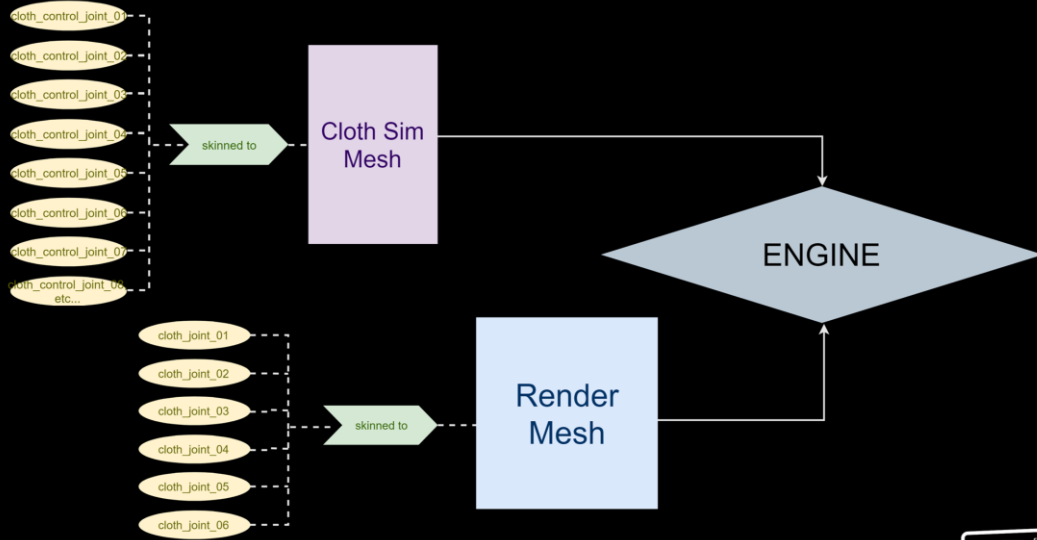 cloth_control_joint_01
cloth_control_joint_02
cloth_control_joint_03
cloth_control_joint_04
cloth_control_joint_05
cloth_control_joint_06
cloth_control_joint_07
cloth_control_joint_08
etc...
skinned to
Cloth Sim
Mesh
ENGINE
cloth_joint_01
cloth_joint_02
cloth_joint_03
cloth_joint_04
cloth_joint_05
cloth_joint_06
skinned to
Render
Mesh